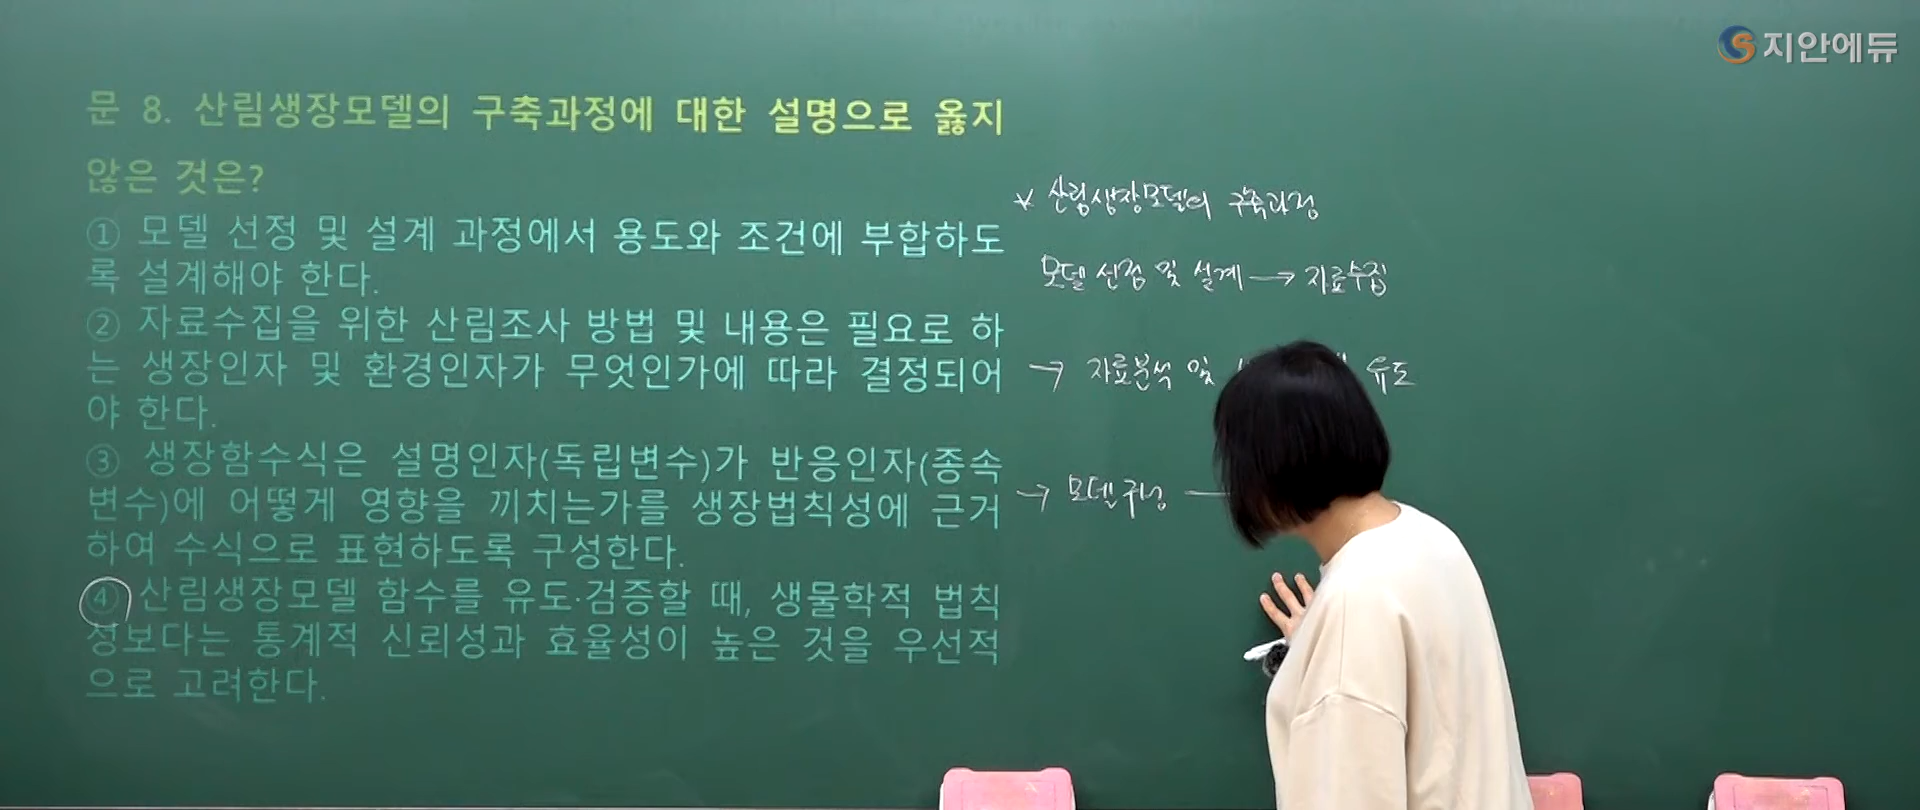 지안에듀
문 8. 산림생장모델의 구축과정에 대한 설명으로 옳지
않은 것은?
① 모델 선정 및 설계 과정에서 용도와 조건에 부합하도
록 설계해야 한다.
② 자료수집을 위한 산림조사 방법 및 내용은 필요로 하
는 생장인자 및 환경인자가 무엇인가에 따라 결정되어
야 한다.
③ 생장함수식은 설명인자(독립변수)가 반응인자(종속
변수)에 어떻게 영향을 끼치는가를 생장법칙성에 근거
하여 수식으로 표현하도록 구성한다.
④ 산림생장모델 함수를 유도·검증할 때, 생물학적 법칙
성보다는 통계적 신뢰성과 효율성이 높은 것을 우선적
으로 고려한다.
* 산림생장모델의 구축과정
모델 선정 및 설계 → 자료수집
→ 자료분석 및 유도
→ 모델구성 —